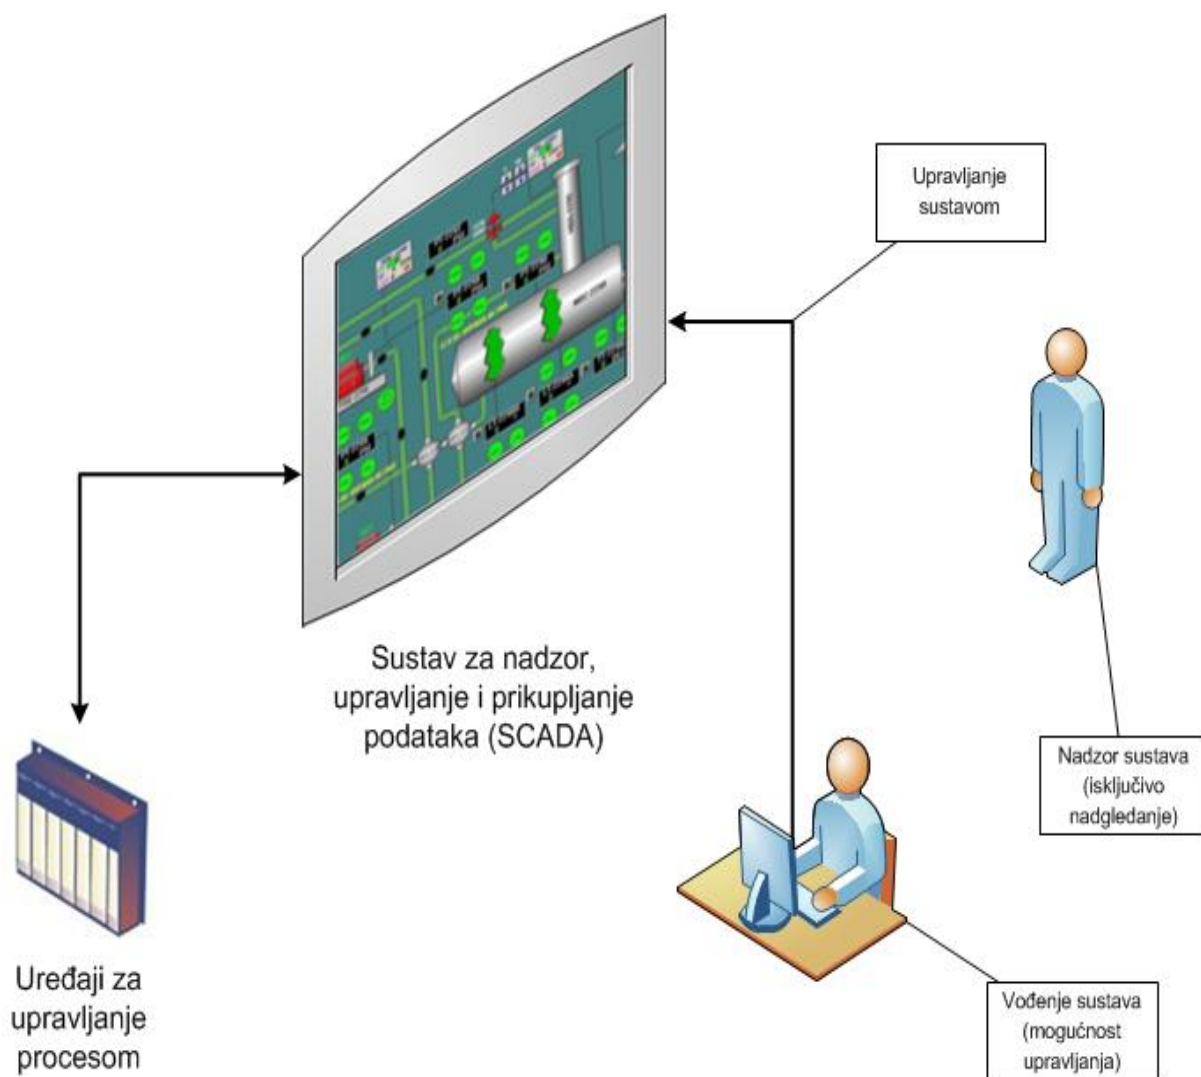 Upravljanje
sustavom
Sustav za nadzor,
upravljanje i prikupljanje
podataka (SCADA)
Nadzor sustava
(isključivo
nadgledanje)
Uređaji za
upravljanje
procesom
Vođenje sustava
(mogućnost
upravljanja)